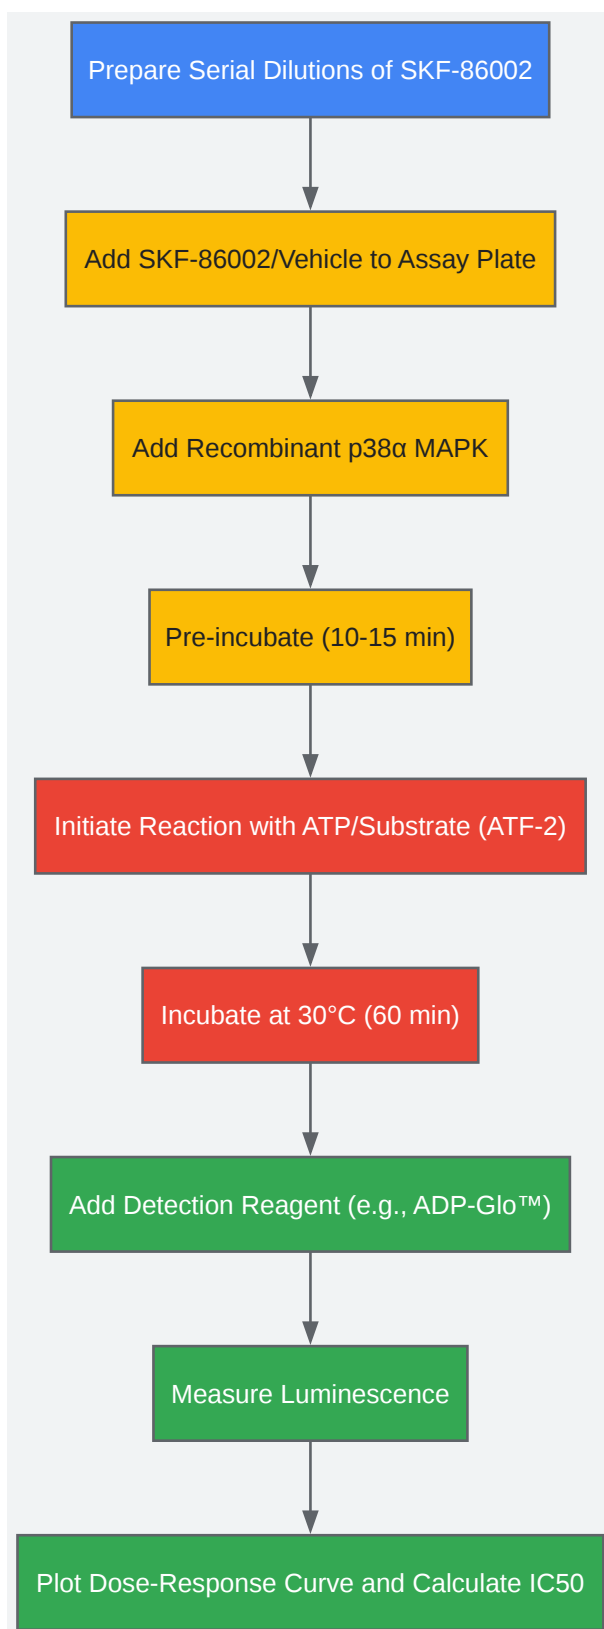 Prepare Serial Dilutions of SKF-86002
Add SKF-86002/Vehicle to Assay Plate
Add Recombinant p38α MAPK
Pre-incubate (10-15 min)
Initiate Reaction with ATP/Substrate (ATF-2)
Incubate at 30°C (60 min)
Add Detection Reagent (e.g., ADP-Glo™)
Measure Luminescence
Plot Dose-Response Curve and Calculate IC50